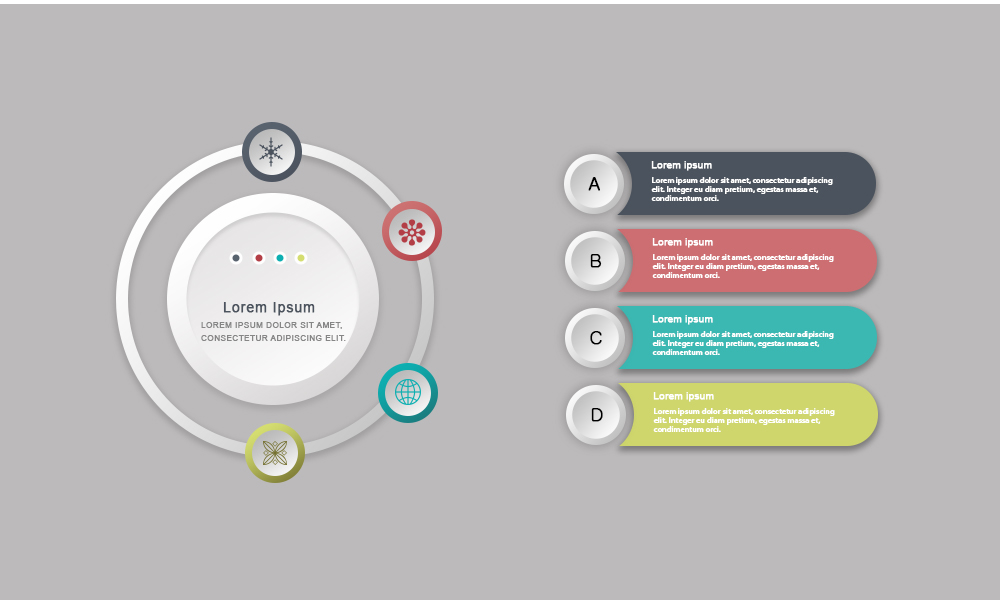 Lorem Ipsum
LOREM IPSUM DOLOR SIT AMET,
CONSECTETUR ADIPISCING ELIT.
A
Lorem ipsum
Lorem ipsum dolor sit amet, consectetur adipiscing
elit. Integer eu diam pretium, egestas massa et,
condimentum orci.
B
Lorem ipsum
Lorem ipsum dolor sit amet, consectetur adipiscing
elit. Integer eu diam pretium, egestas massa et,
condimentum orci.
C
Lorem ipsum
Lorem ipsum dolor sit amet, consectetur adipiscing
elit. Integer eu diam pretium, egestas massa et,
condimentum orci.
D
Lorem ipsum
Lorem ipsum dolor sit amet, consectetur adipiscing
elit. Integer eu diam pretium, egestas massa et,
condimentum orci.